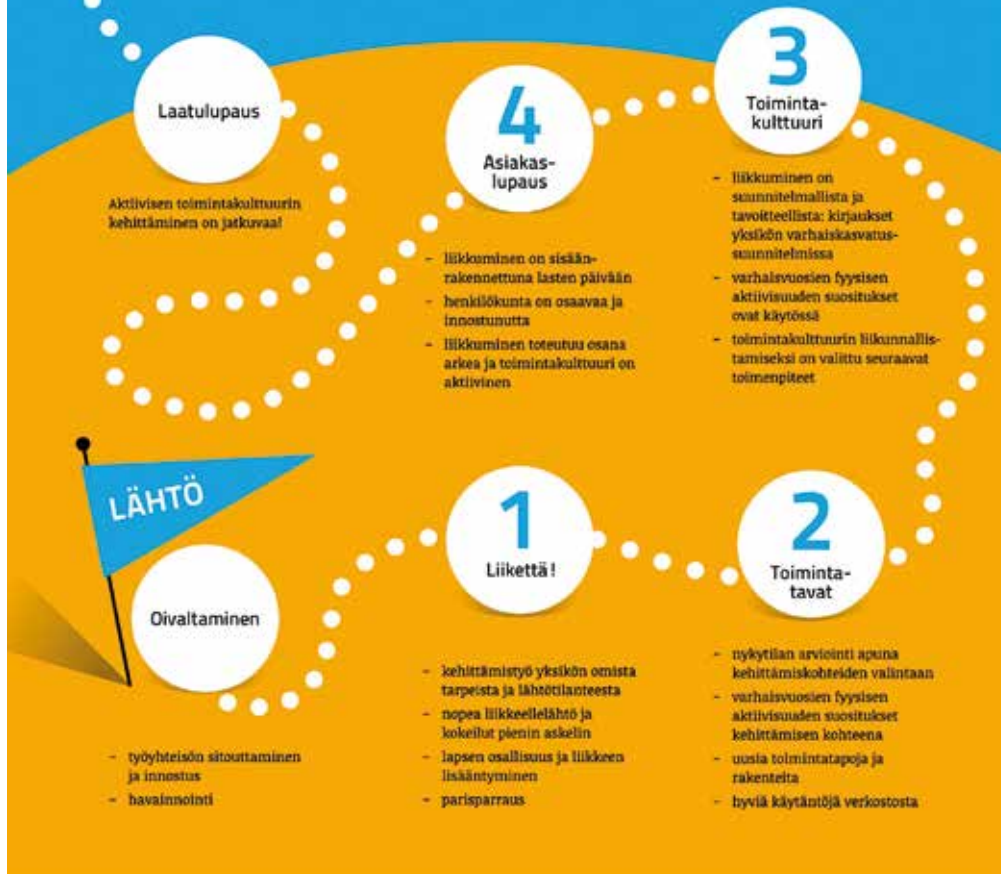 LÄHTÖ
Oivaltaminen
- työyhteisön sitouttaminen
ja innostus
- havainnointi
1
Liikettä!
- kehittämistyö yksikön omista
tarpeista ja lähtötilanteesta
- nopea liikkeellelähtö ja
kokeilut pienin askelin
- lapsen osallisuus ja liikkeen
lisääntyminen
- parisparraus
2
Toiminta-
tavat
- nykytilan arviointi apuna
kehittämiskohteiden valintaan
- varhaisvuosien fyysisen
aktiivisuuden suositukset
kehittämisen kohteena
- uusia toimintatapoja ja
rakenteita
- hyviä käytäntöjä verkostosta
3
Toiminta-
kulttuuri
- liikkuminen on
suunnitelmallista ja
tavoitteellista: kirjaukset
yksikön varhaiskasvatus-
suunnitelmissa
- varhaisvuosien fyysisen
aktiivisuuden suositukset
ovat käytössä
- toimintakulttuurin liikunnallis-
tamiseksi on valittu seuraavat
toimenpiteet
4
Asiakas-
lupaus
- liikkuminen on sisään-
rakennettuna lasten päivään
- henkilökunta on osaavaa ja
innostunutta
- liikkuminen toteutuu osana
arkea ja toimintakulttuuri on
aktiivinen
Laatulupaus
Aktiivisen toimintakulttuurin
kehittäminen on jatkuvaa!